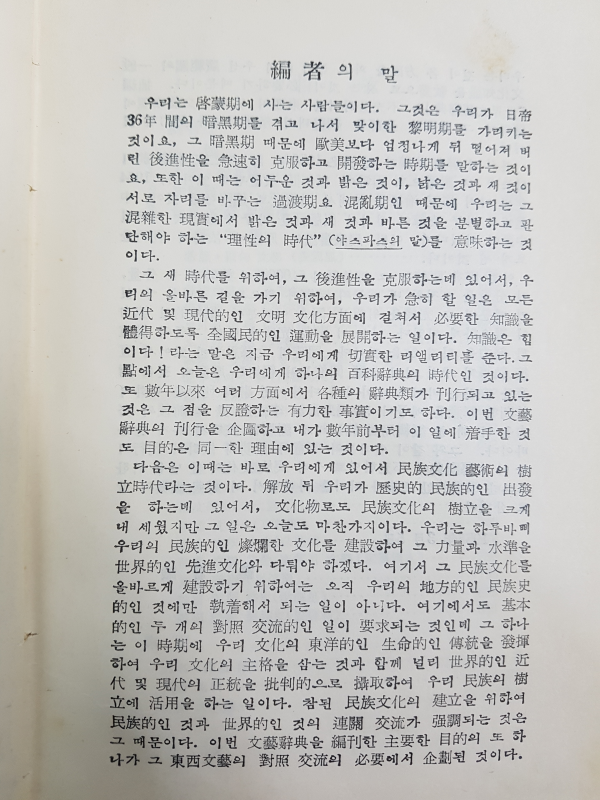 編者의 말
우리는 啓蒙期에 사는 사람들이다. 그것은 우리가 日帝
36年 間의 暗黑期를 겪고 나서 맞이한 黎明期를 가리키는
것이요, 그 暗黑期 때문에 歐美보다 엄청나게 뒤 떨어져 버
린 後進性을 急速히 克服하고 開發하는 時期를 말하는 것이
요, 또한 이 때는 어두운 것과 밝은 것이, 낡은 것과 새 것이
서로 자리를 바꾸는 過渡期요 混亂期인 때문에 우리는 그
混雜한 現實에서 밝은 것과 새 것과 바른 것을 분별하고 판
단해야 하는 “理性의 時代”(야스파스의 말)를 意味하는 것
이다.
그 새 時代를 위하여, 그 後進性을 克服하는데 있어서, 우
리의 올바른 길을 가기 위하여, 우리가 急히 할 일은 모든
近代 및 現代的인 文明 文化方面에 걸쳐서 必要한 知識을
體得하도록 全國民的인 運動을 展開하는 일이다. 知識은 힘
이다!라는 말은 지금 우리에게 切實한 리앨리티를 준다. 그
點에서 오늘은 우리에게 하나의 百科辭典의 時代인 것이다.
또 數年以來 여러 方面에서 各種의 辭典類가 刊行되고 있는
것은 그 점을 反證하는 有力한 事實이기도 하다. 이번 文藝
辭典의 刊行을 企圖하고 내가 數年前부터 이 일에 着手한 것
도 目的은 同一한 理由에 있는 것이다.
다음은 이때는 바로 우리에게 있어서 民族文化 藝術의 樹
立時代라는 것이다. 解放 뒤 우리가 歷史的 民族的인 出發
을 하는데 있어서, 文化物로도 民族文化의 樹立을 크게
내 세웠지만 그 일은 오늘도 마찬가지이다. 우리는 하루바삐
우리의 民族的인 燦爛한 文化를 建設하여 그 力量과 水準을
世界的인 先進文化와 다퉈야 하겠다. 여기서 그 民族文化를
올바르게 建設하기 위하여는 오직 우리의 地方的인 民族史
的인 것에만 執着해서 되는 일이 아니다. 여기에서도 基本
的인 두 개의 對照 交流的인 일이 要求되는 것인데 그 하나
는 이 時期에 우리 文化의 東洋的인 生命的인 傳統을 發揮
하여 우리 文化의 主格을 삼는 것과 함께 널리 世界的인 近
代 및 現代의 正統을 批判的으로 攝取하여 우리 民族의 樹
立에 活用을 하는 일이다. 참된 民族文化의 建立을 위하여
民族的인 것과 世界的인 것의 連關 交流가 强調되는 것은
그 때문이다. 이번 文藝辭典을 編刊한 主要한 目的의 또 하
나가 그 東西文藝의 對照 交流의 必要에서 企劃된 것이다.